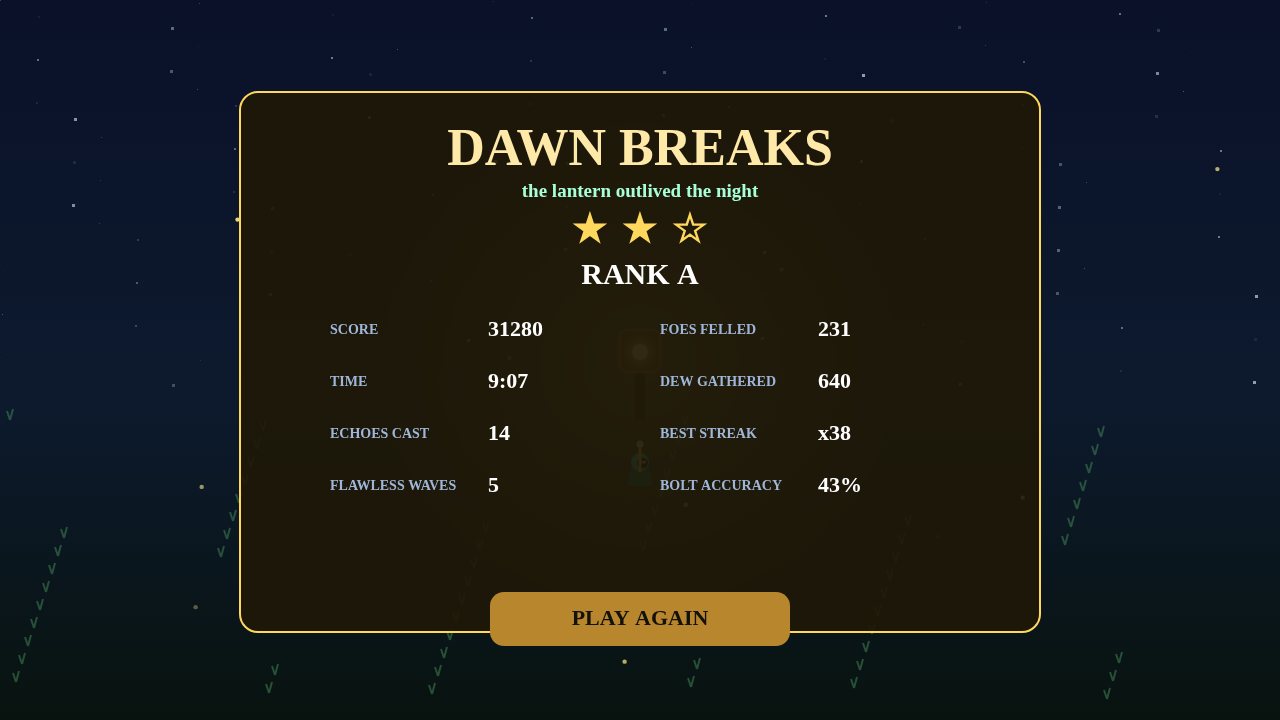 DAWN BREAKS
the lantern outlived the night
RANK A
SCORE 31280 FOES FELLED 231
TIME 9:07 DEW GATHERED 640
ECHOES CAST 14 BEST STREAK x38
FLAWLESS WAVES 5 BOLT ACCURACY 43%
PLAY AGAIN